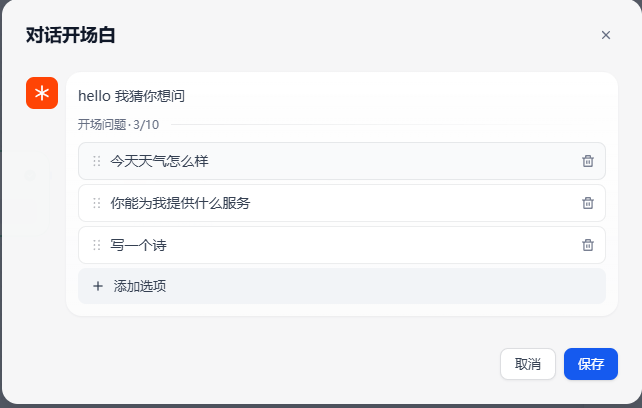 对话开场白
hello 我猜你想问
开场问题·3/10
今天天气怎么样
你能为我提供什么服务
写一个诗
添加选项
取消
保存